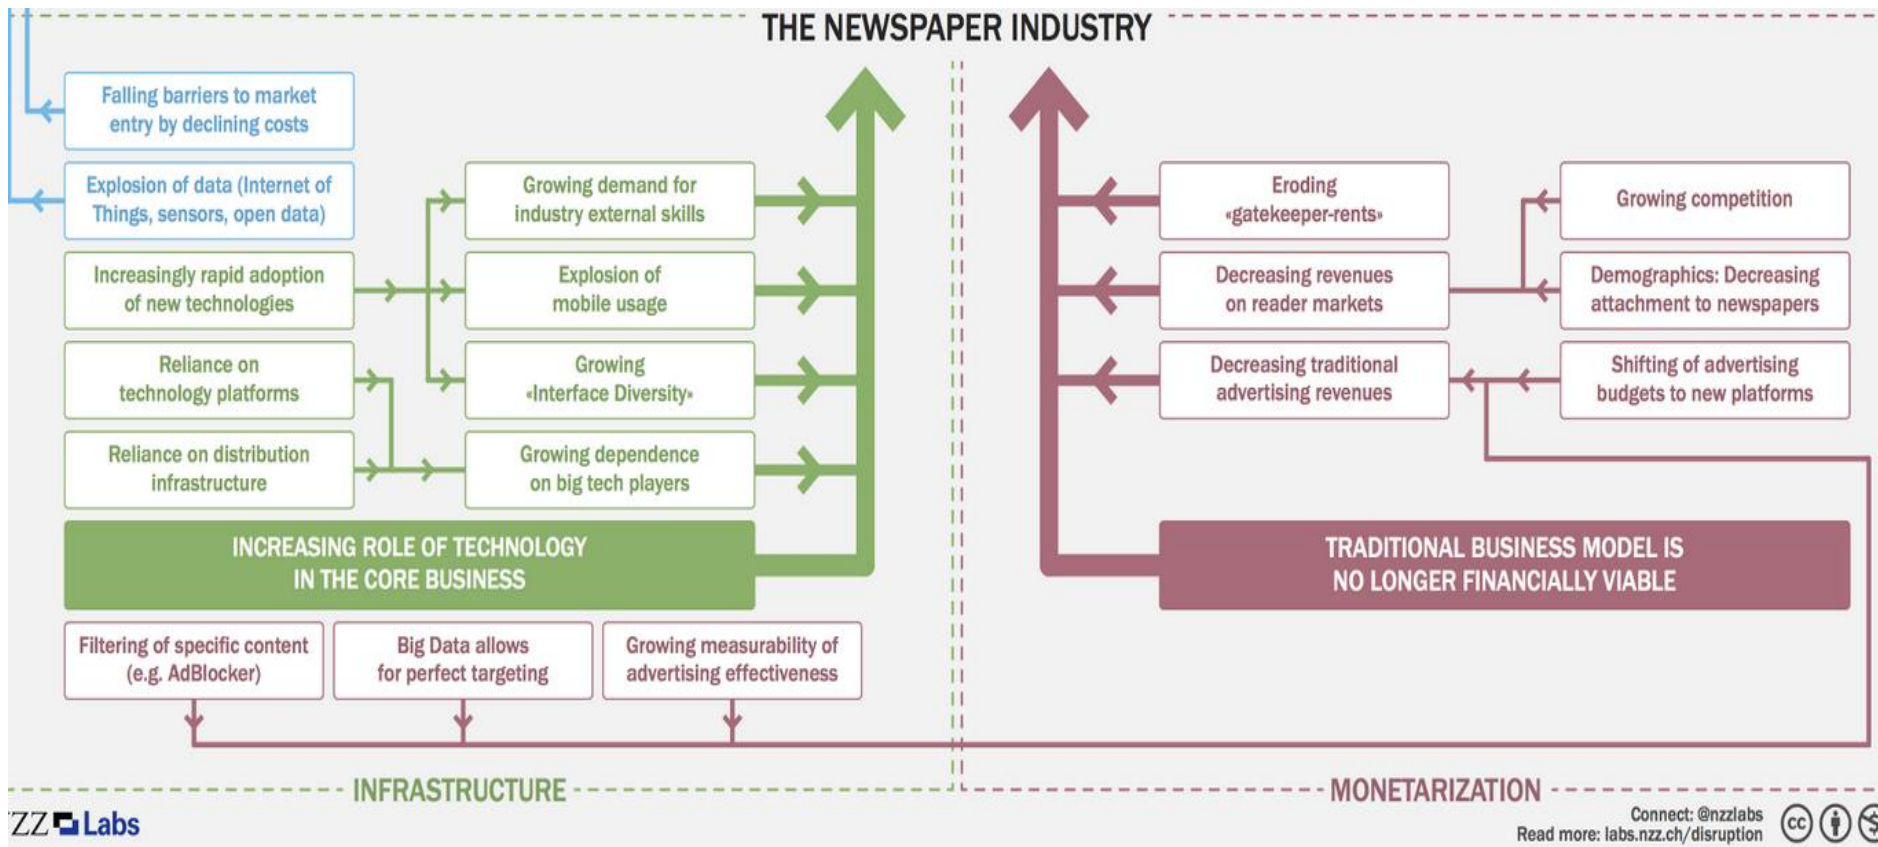 THE NEWSPAPER INDUSTRY
Falling barriers to market
entry by declining costs
Explosion of data (Internet of
Things, sensors, open data)
Increasingly rapid adoption
of new technologies
Reliance on
technology platforms
Reliance on distribution
infrastructure
Growing demand for
industry external skills
Explosion of
mobile usage
Growing
«Interface Diversity»
Growing dependence
on big tech players
INCREASING ROLE OF TECHNOLOGY
IN THE CORE BUSINESS
Filtering of specific content
(e.g. AdBlocker)
Big Data allows
for perfect targeting
Growing measurability of
advertising effectiveness
Eroding
«gatekeeper-rents»
Decreasing revenues
on reader markets
Decreasing traditional
advertising revenues
Growing competition
Demographics: Decreasing
attachment to newspapers
Shifting of advertising
budgets to new platforms
TRADITIONAL BUSINESS MODEL IS
NO LONGER FINANCIALLY VIABLE
INFRASTRUCTURE
MONETARIZATION
ZZ Labs
Connect: @nzzlabs
Read more: labs.nzz.ch/disruption
cc